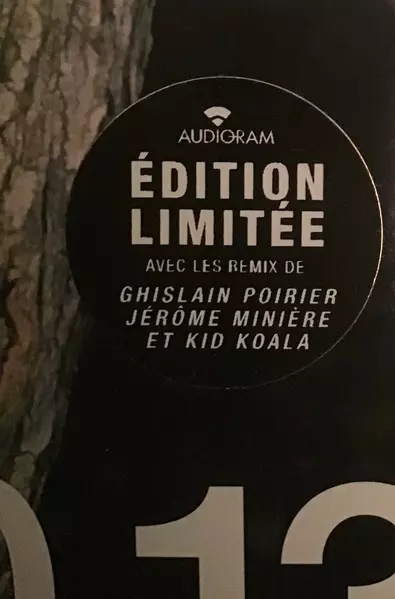 AUDIOGRAM
ÉDITION
LIMITÉE
AVEC LES REMIX DE
GHISLAIN POIRIER
JÉRÔME MINIÈRE
ET KID KOALA